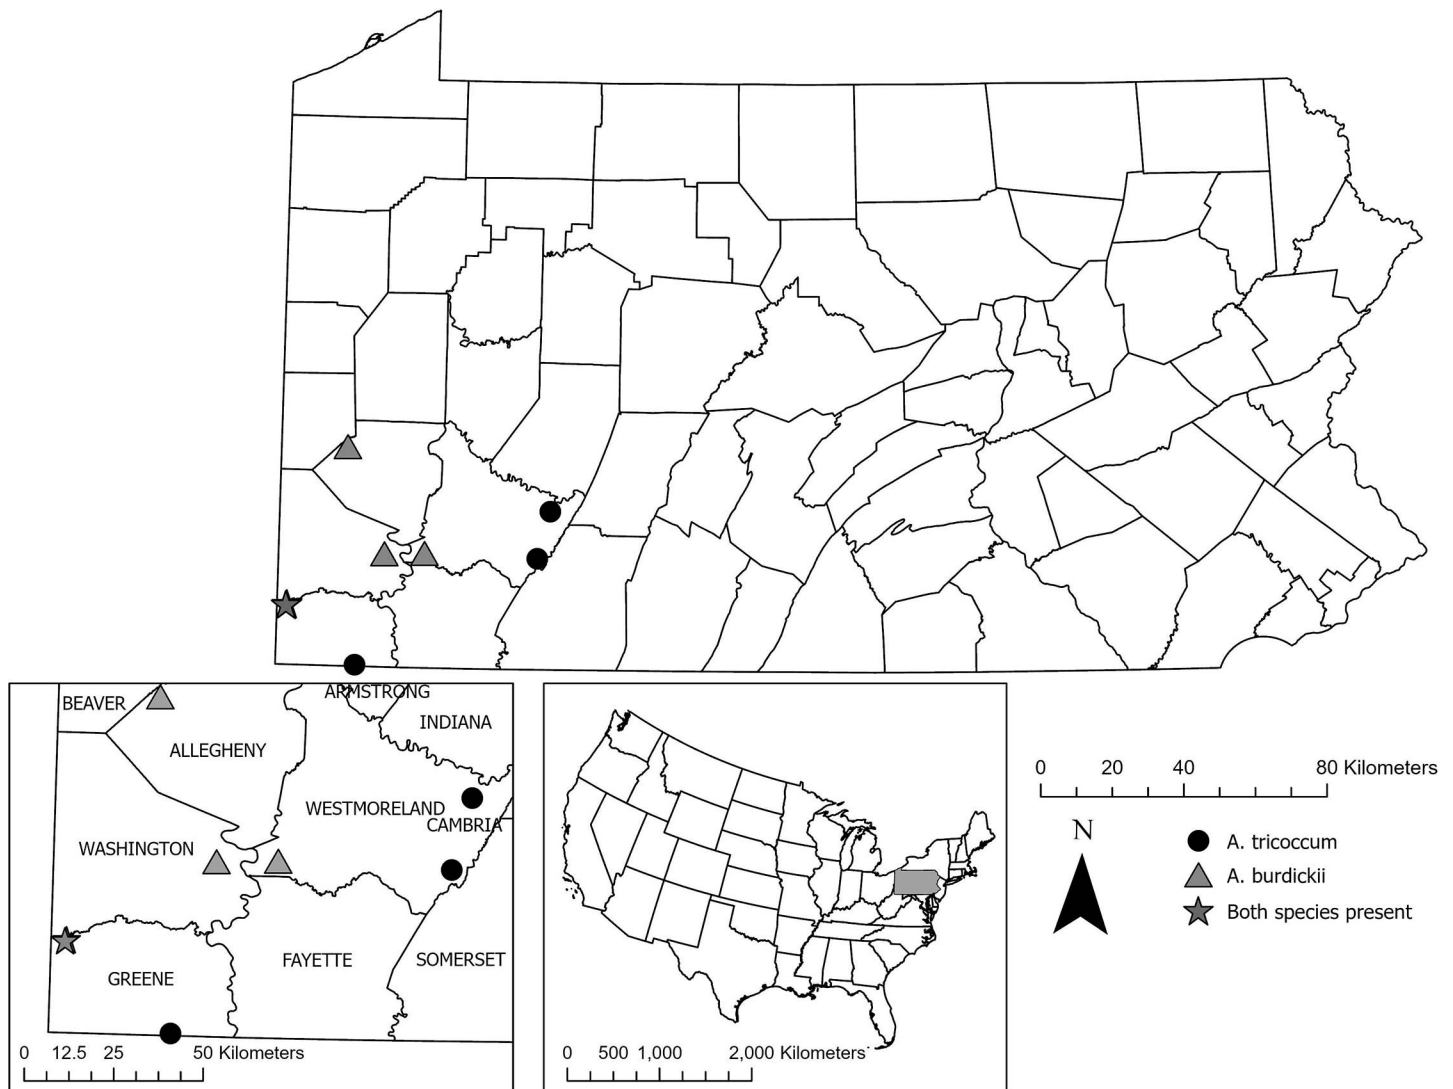 ARMSTRONG
BEAVER
INDIANA
ALLEGHENY
WESTMORELAND
CAMBRIA
WASHINGTON
FAYETTE
SOMERSET
GREENE
0 12.5 25 50 Kilometers
0 500 1,000 2,000 Kilometers
0 20 40 80 Kilometers
N
A. tricoccum
A. burdickii
Both species present